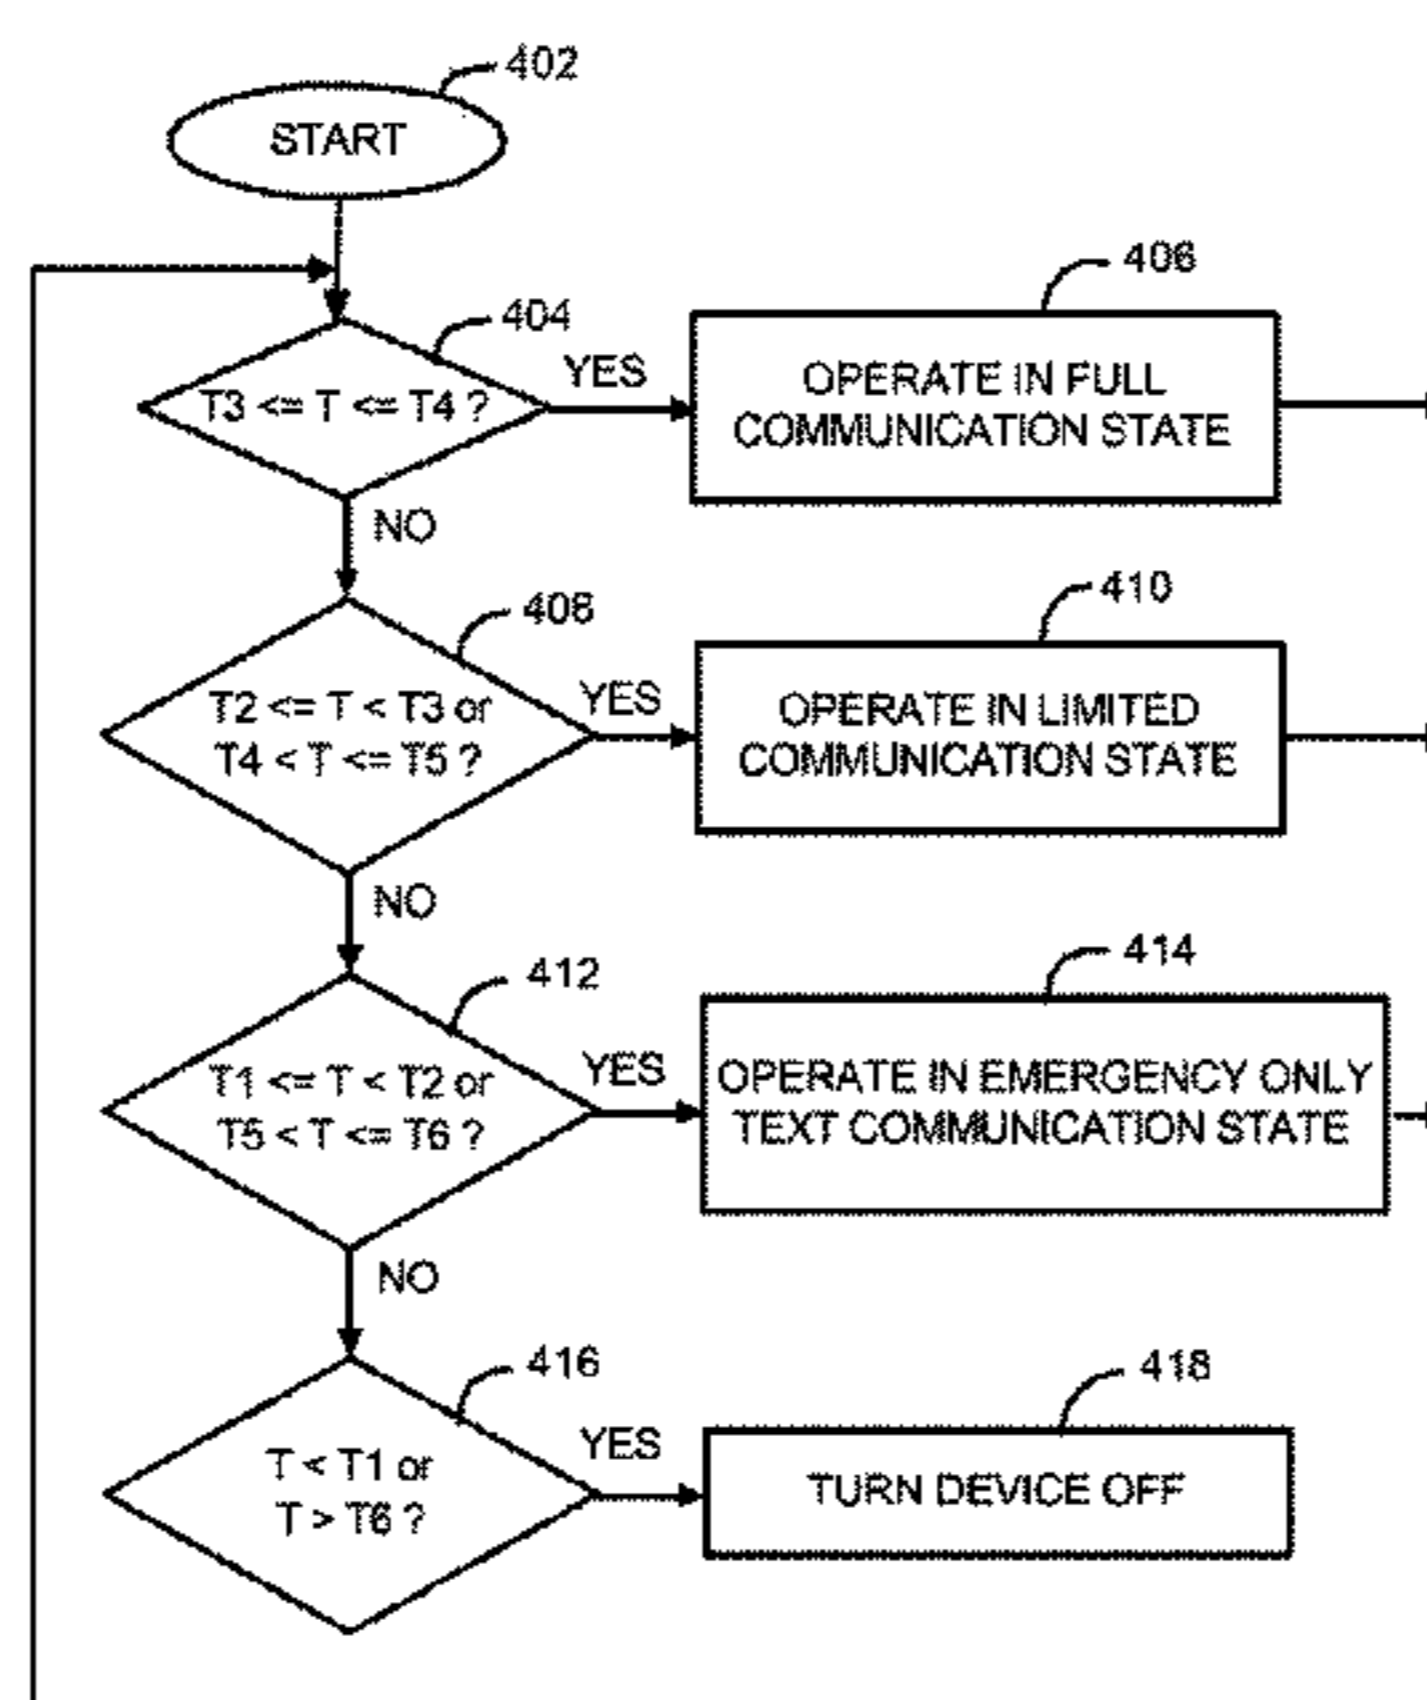 402
START
404
T3 <= T <= T4 ?
YES
406
OPERATE IN FULL
COMMUNICATION STATE
NO
408
T2 <= T < T3 or
T4 < T <= T5 ?
YES
410
OPERATE IN LIMITED
COMMUNICATION STATE
NO
412
T1 <= T < T2 or
T5 < T <= T6 ?
YES
414
OPERATE IN EMERGENCY ONLY
TEXT COMMUNICATION STATE
NO
416
T < T1 or
T > T6 ?
YES
418
TURN DEVICE OFF